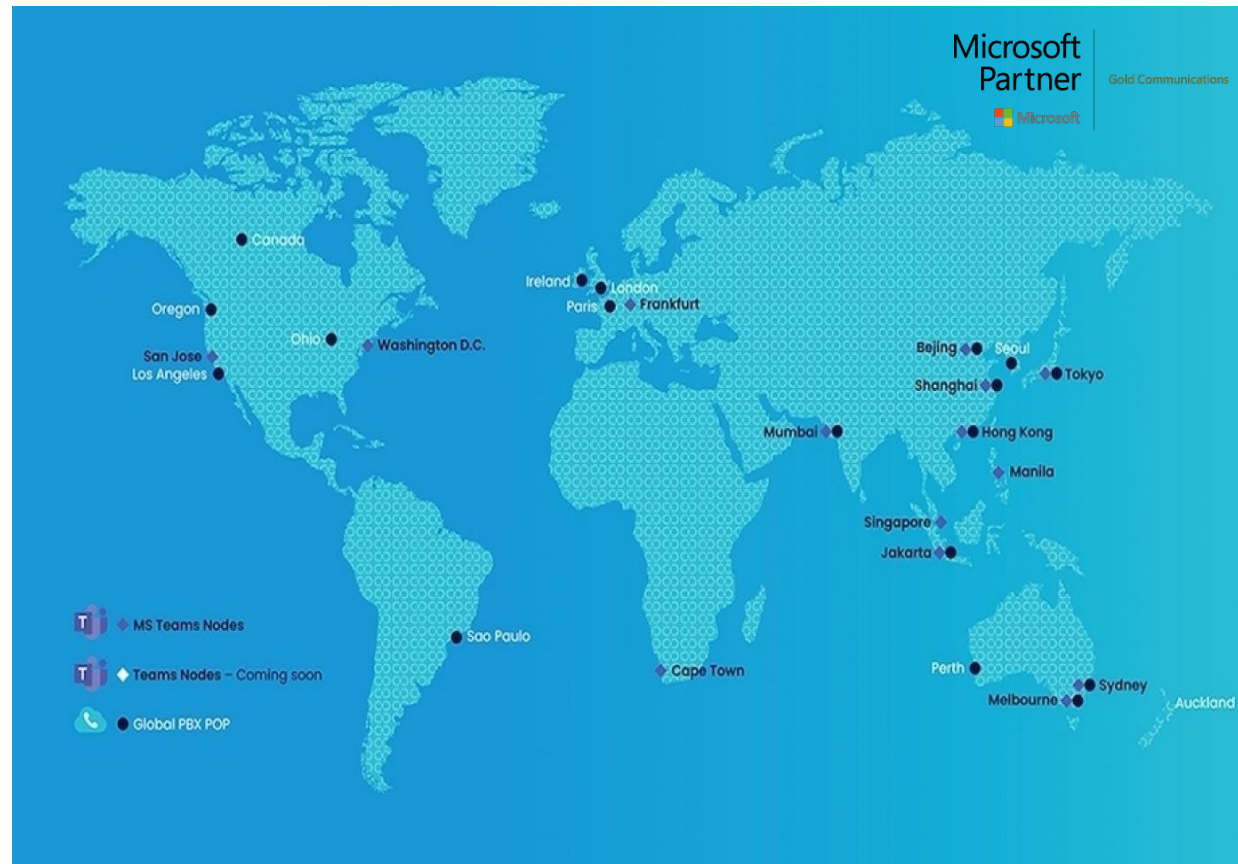 Microsoft
Partner
Gold Communications
Microsoft
Canada
Ireland
London
Oregon
Paris
Frankfurt
Ohio
Washington D.C.
Bejing
Seoul
San Jose
Los Angeles
Shanghai
Tokyo
Mumbai
Hong Kong
Manila
Singapore
Jakarta
T MS Teams Nodes
Sao Paulo
T Teams Nodes – Coming soon
Cape Town
Perth
Sydney
Melbourne
Auckland
Global PBX POP